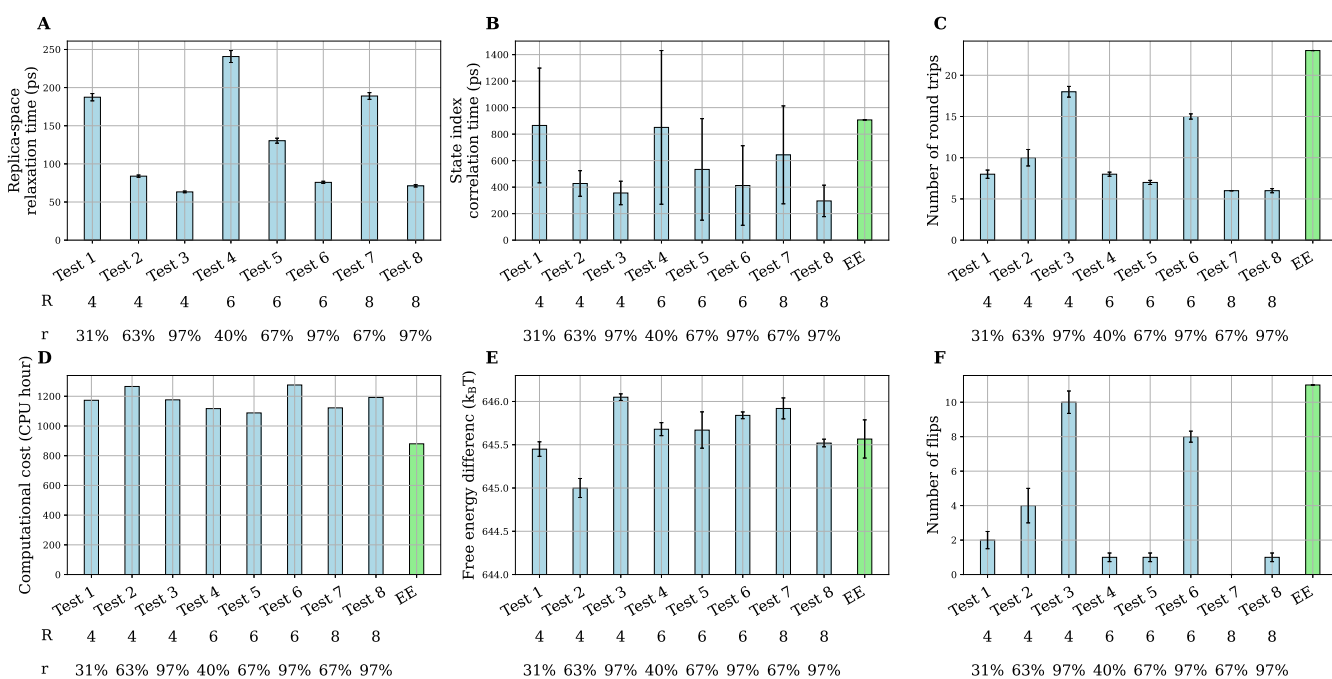 A
Replica-space
relaxation time (ps)
250
200
150
100
50
0
Test 1 Test 2 Test 3 Test 4 Test 5 Test 6 Test 7 Test 8
R 4 4 4 6 6 6 8 8
r 31% 63% 97% 40% 67% 97% 67% 97%
B
State index
correlation time (ps)
1400
1200
1000
800
600
400
200
0
Test 1 Test 2 Test 3 Test 4 Test 5 Test 6 Test 7 Test 8 EE
4 4 4 6 6 6 8 8
31% 63% 97% 40% 67% 97% 67% 97%
C
Number of round trips
20
15
10
5
0
Test 1 Test 2 Test 3 Test 4 Test 5 Test 6 Test 7 Test 8 EE
4 4 4 6 6 6 8 8
31% 63% 97% 40% 67% 97% 67% 97%
D
Computational cost (CPU hour)
1200
1000
800
600
400
200
0
Test 1 Test 2 Test 3 Test 4 Test 5 Test 6 Test 7 Test 8 EE
R 4 4 4 6 6 6 8 8
r 31% 63% 97% 40% 67% 97% 67% 97%
E
Free energy differenc (kBT)
646.0
645.5
645.0
644.5
644.0
Test 1 Test 2 Test 3 Test 4 Test 5 Test 6 Test 7 Test 8 EE
4 4 4 6 6 6 8 8
31% 63% 97% 40% 67% 97% 67% 97%
F
Number of flips
10
8
6
4
2
0
Test 1 Test 2 Test 3 Test 4 Test 5 Test 6 Test 7 Test 8 EE
4 4 4 6 6 6 8 8
31% 63% 97% 40% 67% 97% 67% 97%